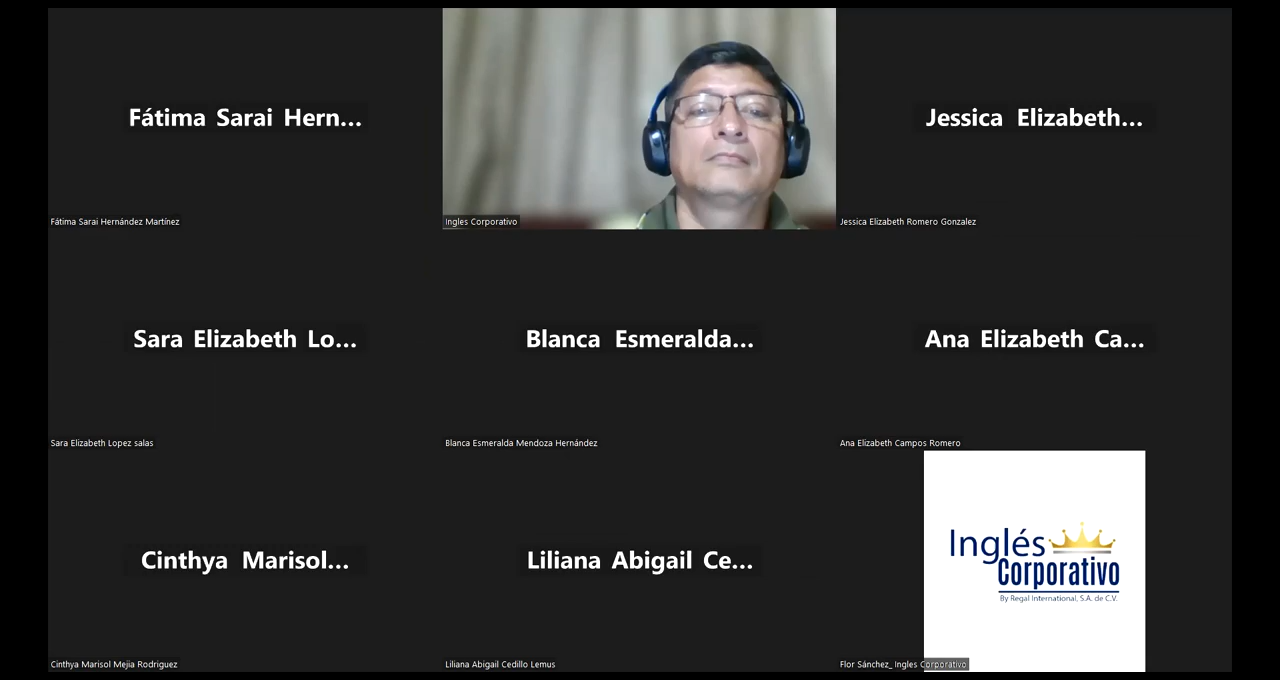 Fátima Sarai Hern...
Fátima Sarai Hernández Martínez
Ingles Corporativo
Jessica Elizabeth...
Jessica Elizabeth Romero Gonzalez
Sara Elizabeth Lo...
Sara Elizabeth Lopez salas
Blanca Esmeralda...
Blanca Esmeralda Mendoza Hernández
Ana Elizabeth Ca...
Ana Elizabeth Campos Romero
Cinthya Marisol...
Cinthya Marisol Mejia Rodriguez
Liliana Abigail Ce...
Liliana Abigail Cedillo Lemus
Inglés
Corporativo
By Regal International, S.A. de C.V.
Flor Sánchez_ Ingles Corporativo